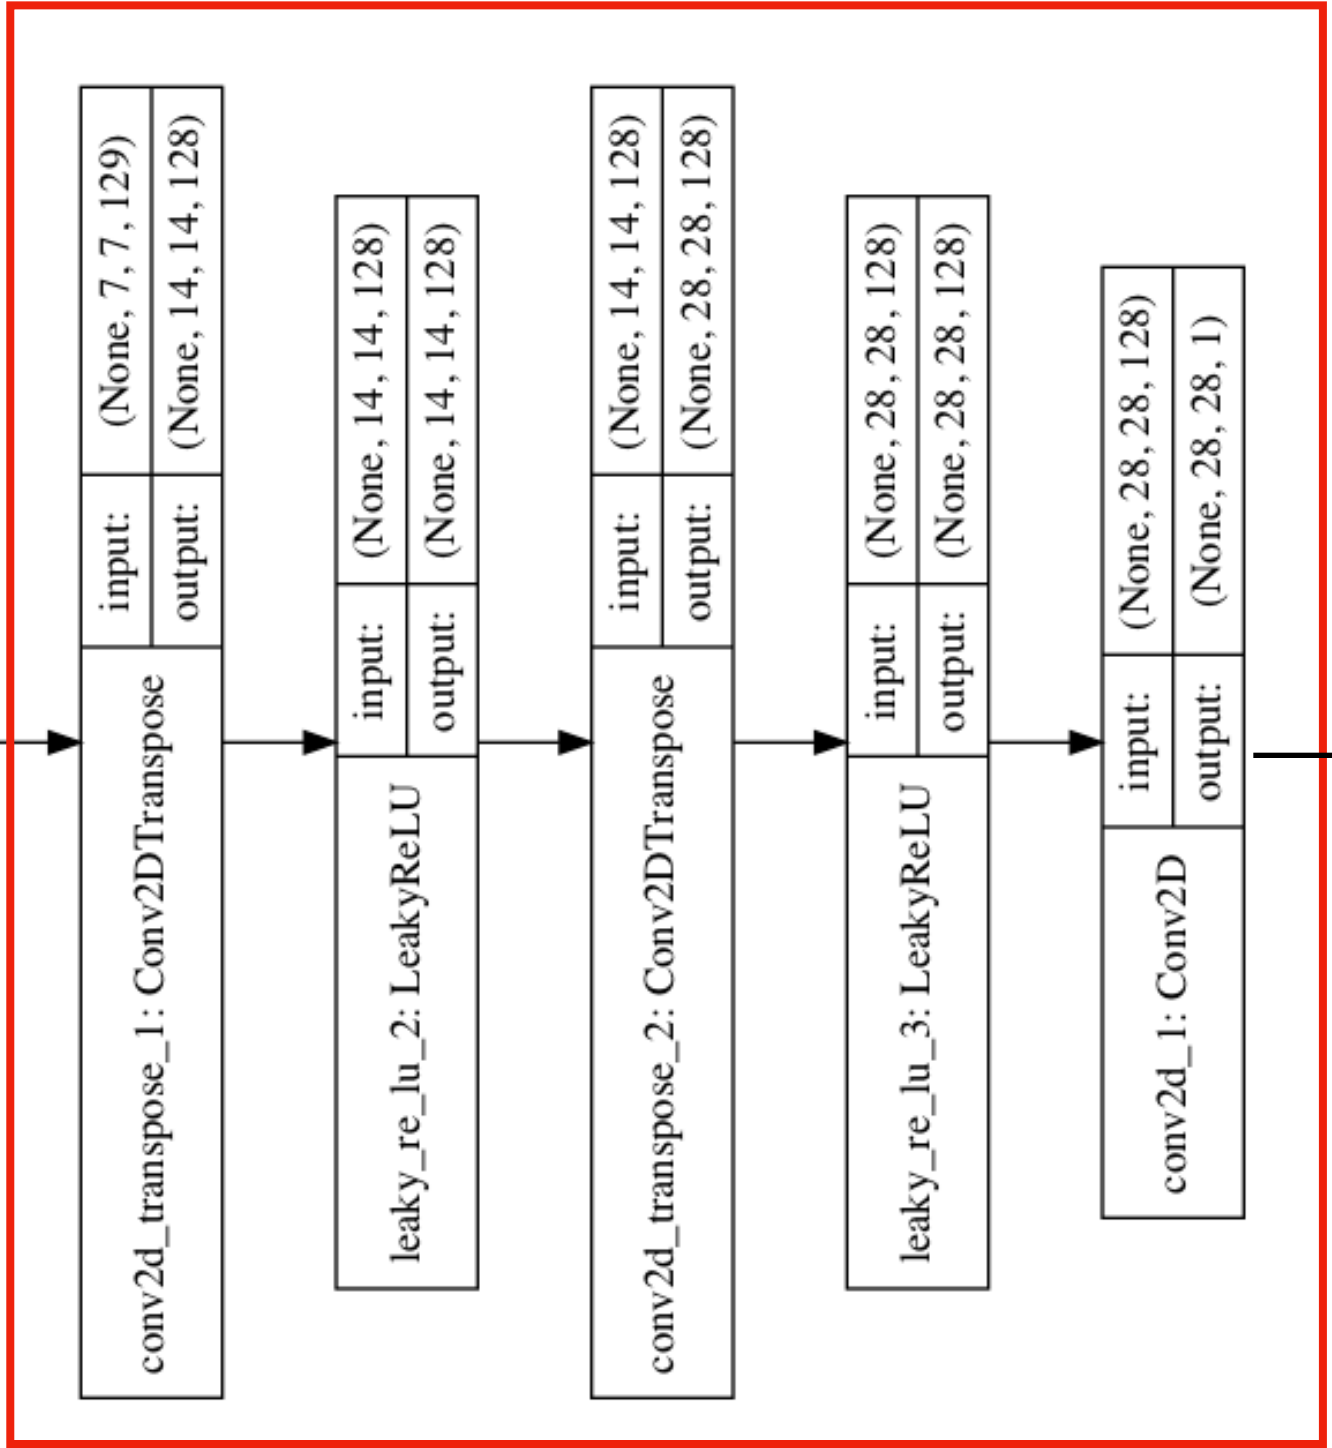 conv2d_transpose_1: Conv2DTranspose
input:
(None, 7, 7, 129)
output:
(None, 14, 14, 128)
leaky_re_lu_2: LeakyReLU
input:
(None, 14, 14, 128)
output:
(None, 14, 14, 128)
conv2d_transpose_2: Conv2DTranspose
input:
(None, 14, 14, 128)
output:
(None, 28, 28, 128)
leaky_re_lu_3: LeakyReLU
input:
(None, 28, 28, 128)
output:
(None, 28, 28, 128)
conv2d_1: Conv2D
input:
(None, 28, 28, 128)
output:
(None, 28, 28, 1)